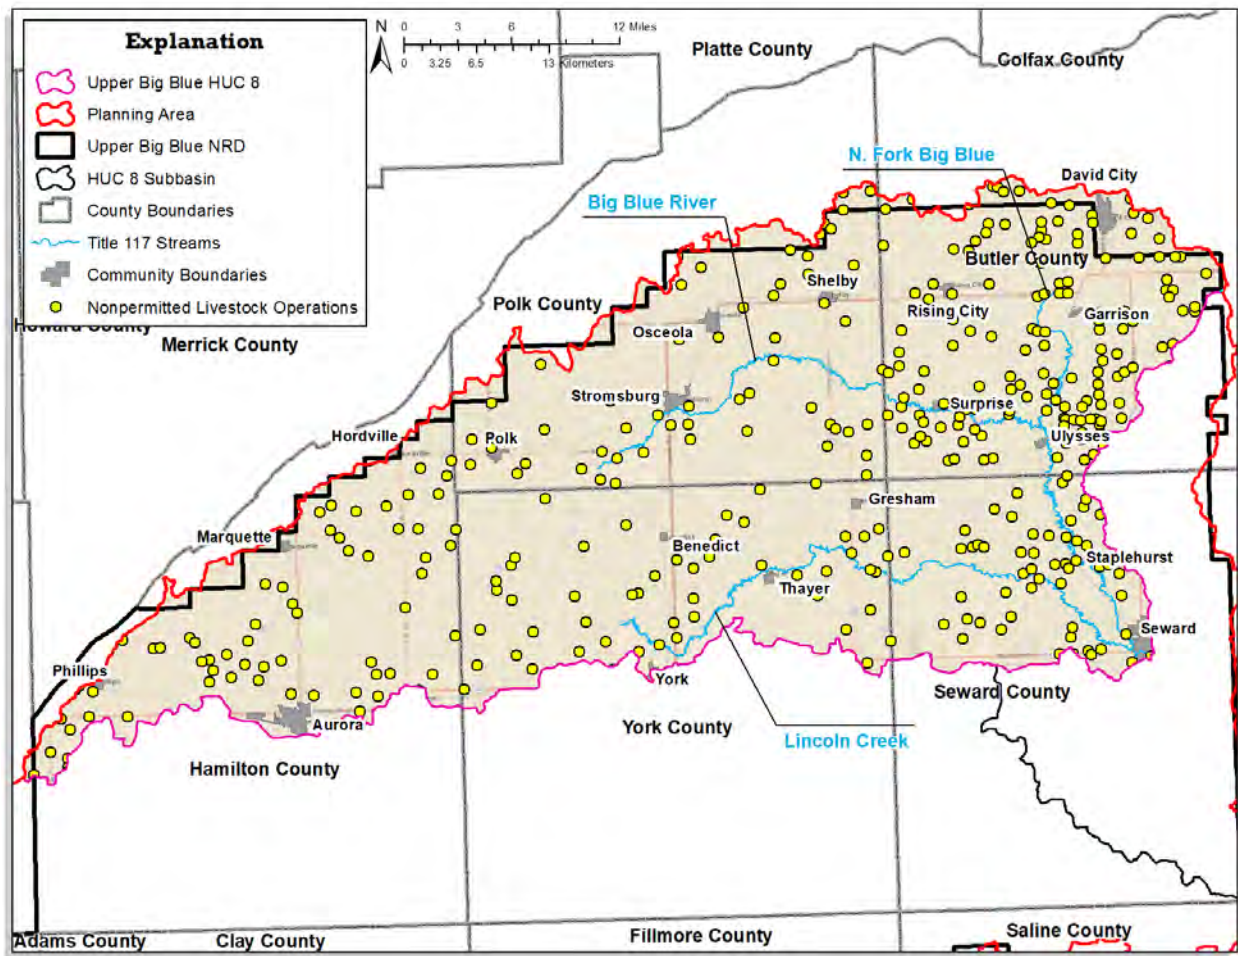 Explanation
Upper Big Blue HUC 8
Planning Area
Upper Big Blue NRD
HUC 8 Subbasin
County Boundaries
Title 117 Streams
Community Boundaries
Nonpermitted Livestock Operations
N
0 3 6 12 Miles
0 3.25 6.5 13 Kilometers
Platte County
Colfax County
N. Fork Big Blue
David City
Big Blue River
Butler County
Shelby
Polk County
Rising City
Garrison
Howard County
Merrick County
Osceola
Stromsburg
Surprise
Hordville
Polk
Ulysses
Gresham
Marquette
Benedict
Staplehurst
Thayer
Seward
Phillips
York
Seward County
Aurora
York County
Lincoln Creek
Hamilton County
Adams County
Clay County
Fillmore County
Saline County